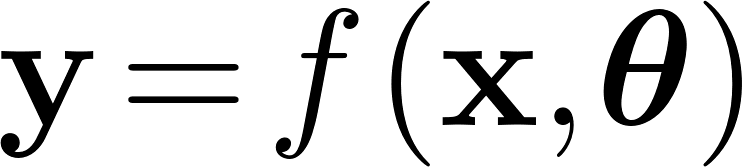 𝐲 = 𝑓(𝐱, 𝜽)